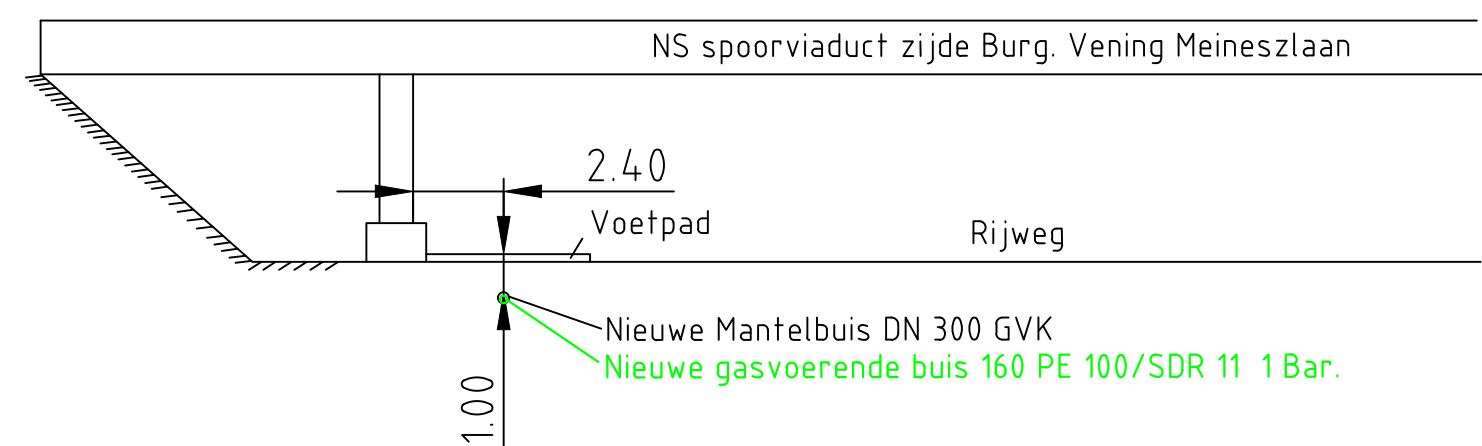 NS spoorviaduct zijde Burg. Vening Meineszlaan
2.40
Voetpad
Rijweg
Nieuwe Mantelbuis DN 300 GVK
Nieuwe gasvoerende buis 160 PE 100/SDR 11 1 Bar.
1.00